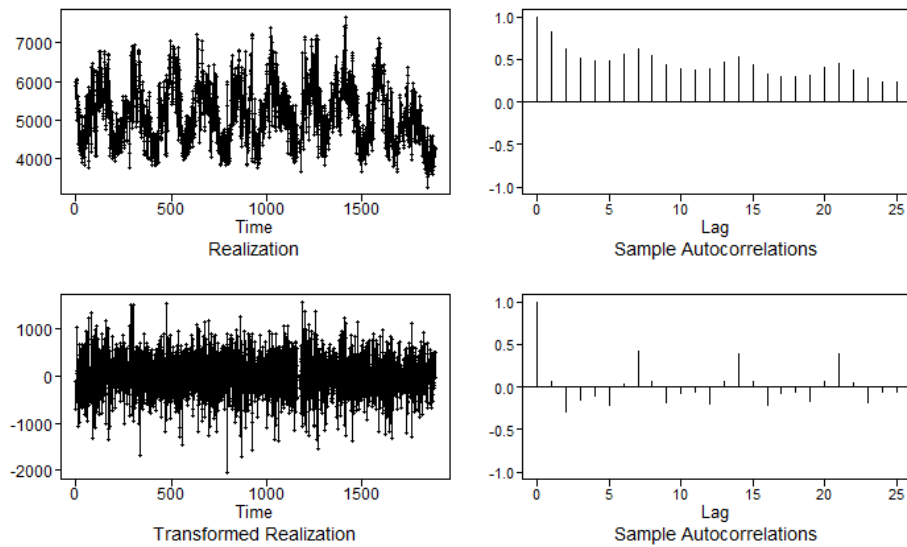 7000
6000
5000
4000
0 500 1000 1500
Time
Realization
1.0
0.5
0.0
-0.5
-1.0
0 5 10 15 20 25
Lag
Sample Autocorrelations
1000
0
-1000
-2000
0 500 1000 1500
Time
Transformed Realization
1.0
0.5
0.0
-0.5
-1.0
0 5 10 15 20 25
Lag
Sample Autocorrelations